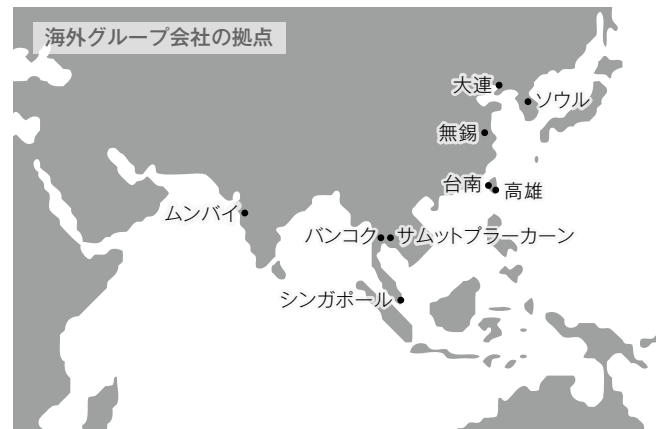 海外グループ会社の拠点
大連
ソウル
無錫
台南
高雄
ムンバイ
バンコク
サムットプラーカーン
シンガポール